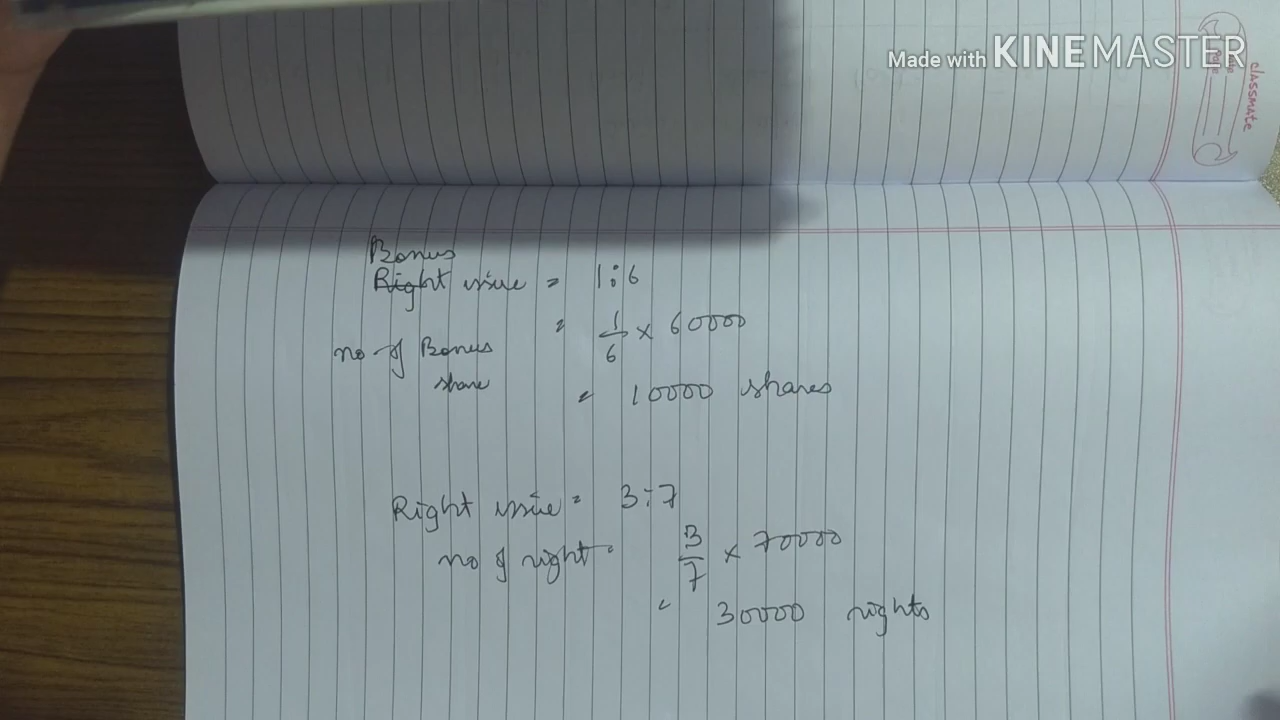 Made with KINEMASTER
classmate
Bonus
Right issue = 1:6
= 1/6 × 60000
no of Bonus
share
= 10000 shares
Right issue = 3:7
no of right = 3/7 × 70000
= 30000 rights